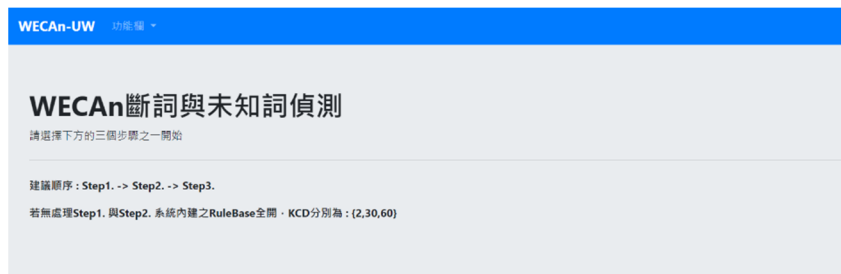 WECAn-UW 功能欄
WECAn斷詞與未知詞偵測
請選擇下方的三個步驟之一開始
建議順序 : Step1. -> Step2. -> Step3.
若無處理Step1. 與Step2. 系統內建之RuleBase全開，KCD分別為 : {2,30,60}